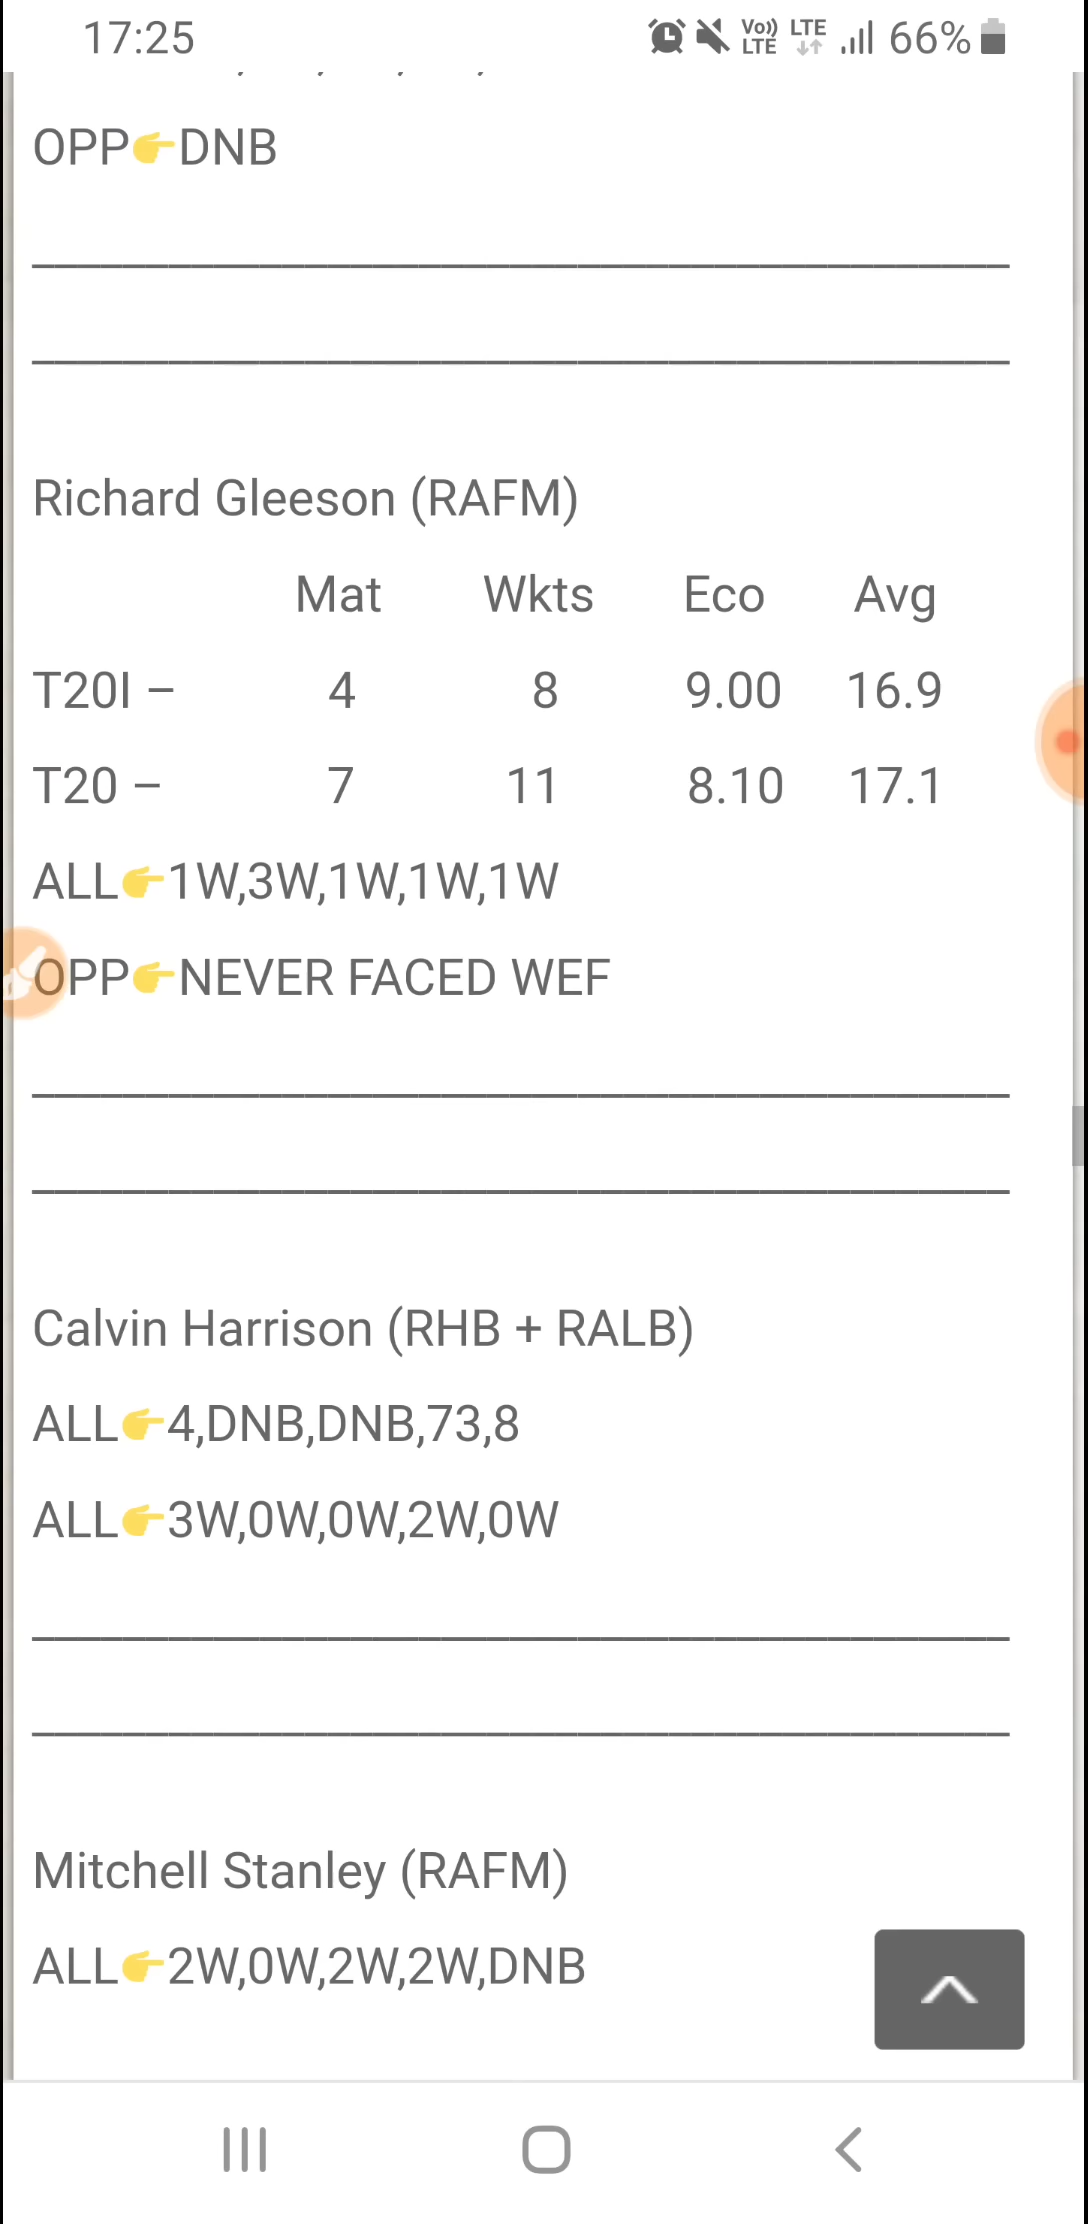 17:25 Vo)) LTE LTE 66%
OPP👉DNB
Richard Gleeson (RAFM)
Mat Wkts Eco Avg
T20I – 4 8 9.00 16.9
T20 – 7 11 8.10 17.1
ALL👉1W,3W,1W,1W,1W
OPP👉NEVER FACED WEF
Calvin Harrison (RHB + RALB)
ALL👉4,DNB,DNB,73,8
ALL👉3W,0W,0W,2W,0W
Mitchell Stanley (RAFM)
ALL👉2W,0W,2W,2W,DNB